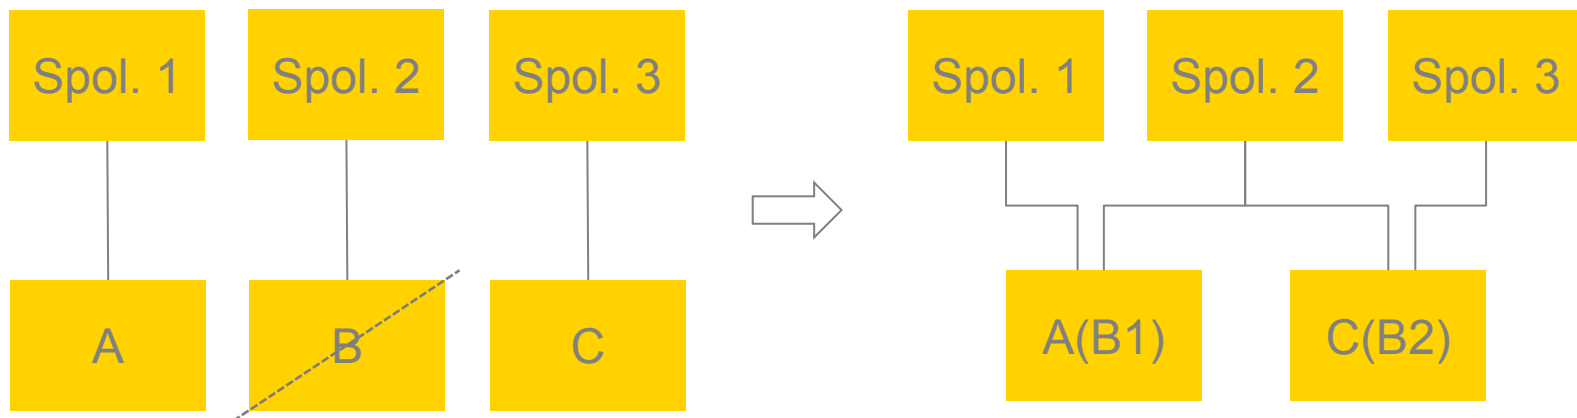 Spol. 1
Spol. 2
Spol. 3
A
B
C
Spol. 1
Spol. 2
Spol. 3
A(B1)
C(B2)